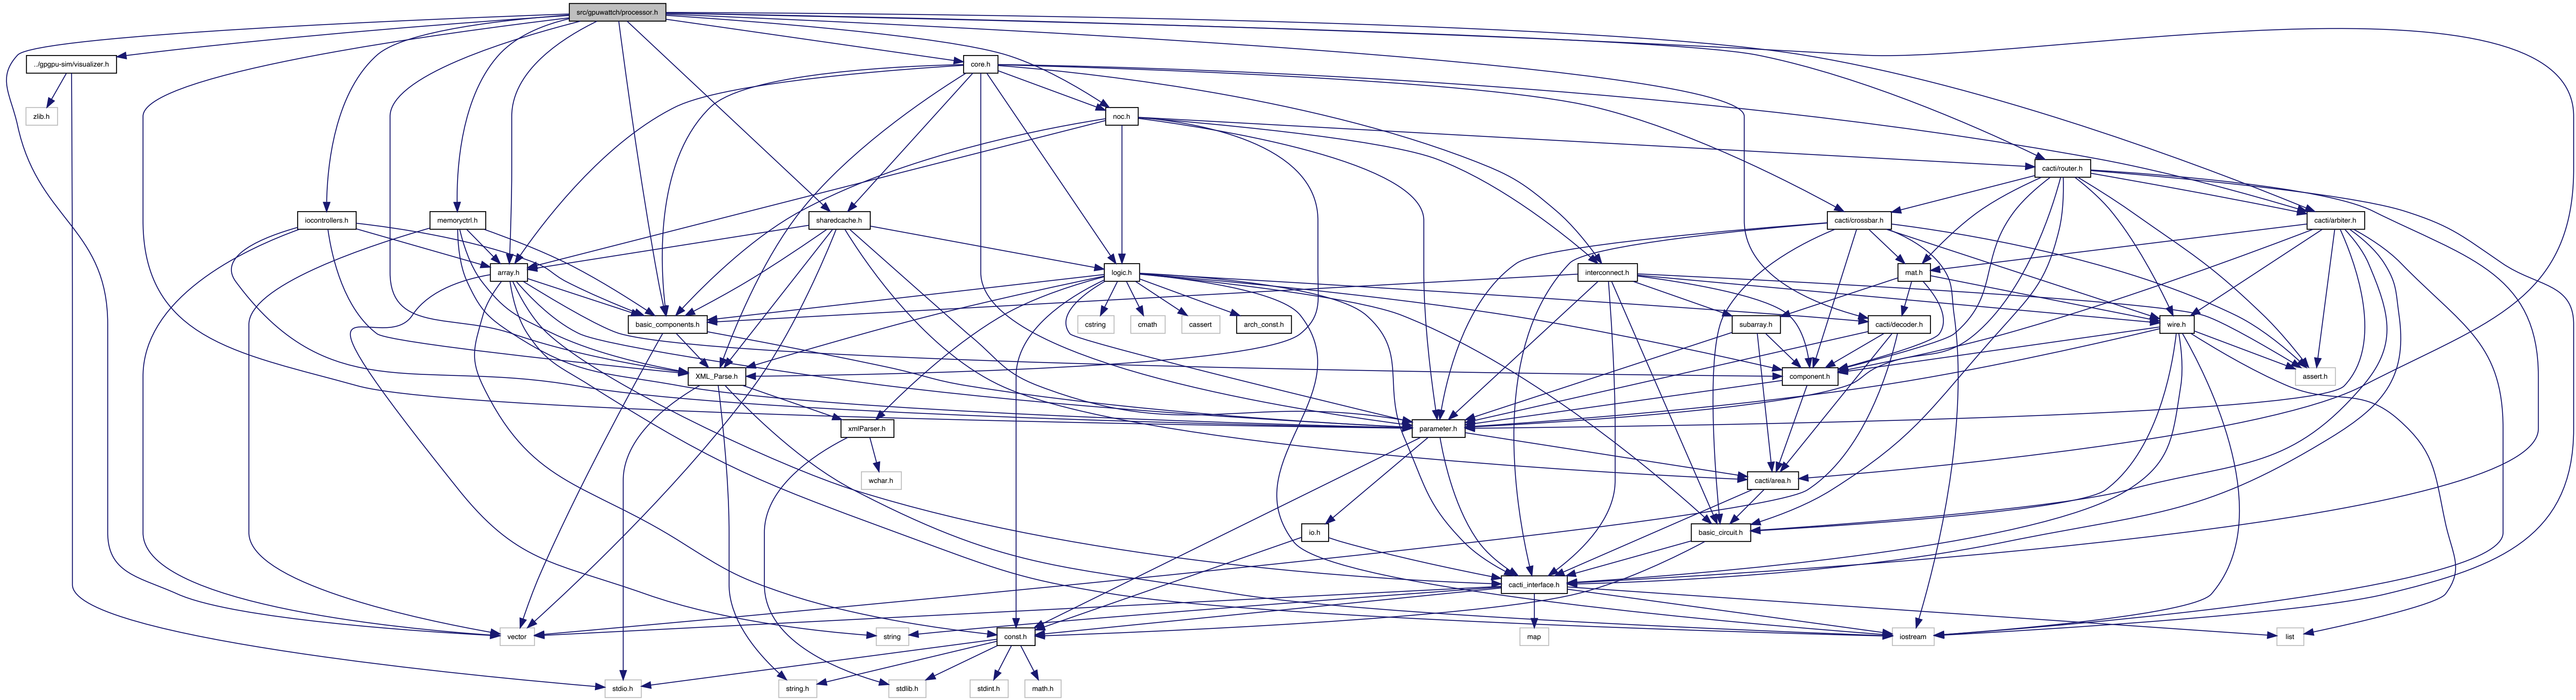 src/gpuwattch/processor.h
../gpgpu-sim/visualizer.h
core.h
zlib.h
noc.h
cacti/router.h
iocontrollers.h
memoryctrl.h
sharedcache.h
cacti/crossbar.h
cacti/arbiter.h
array.h
logic.h
interconnect.h
mat.h
basic_components.h
cstring
cmath
cassert
arch_const.h
subarray.h
cacti/decoder.h
wire.h
XML_Parse.h
component.h
assert.h
xmlParser.h
parameter.h
wchar.h
cacti/area.h
io.h
basic_circuit.h
cacti_interface.h
vector
string
const.h
map
iostream
list
stdio.h
string.h
stdlib.h
stdint.h
math.h